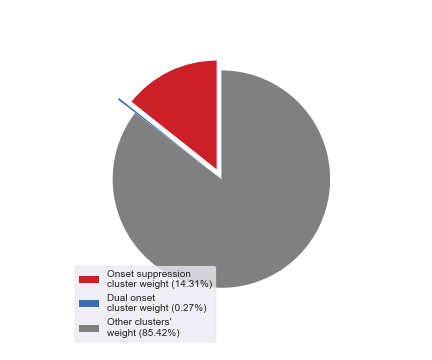 Onset suppression
cluster weight (14.31%)
Dual onset
cluster weight (0.27%)
Other clusters'
weight (85.42%)